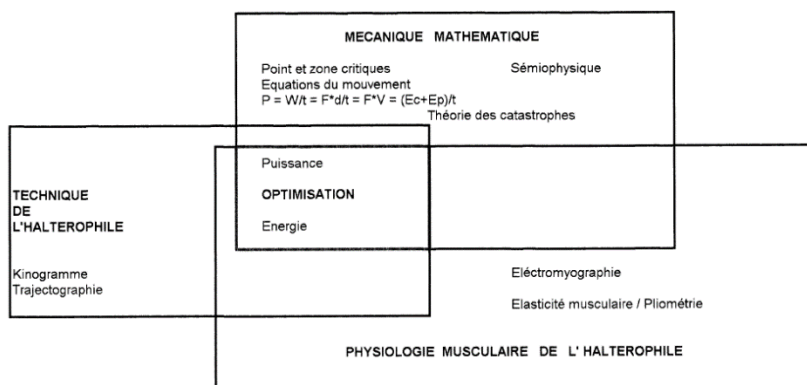 MECANIQUE MATHEMATIQUE
Point et zone critiques
Sémiophysique
Equations du mouvement
P = W/t = F*d/t = F*V = (Ec+Ep)/t
Théorie des catastrophes
Puissance
TECHNIQUE
DE
L'HALTEROPHILE
OPTIMISATION
Energie
Kinogramme
Trajectographie
Eléctromyographie
Elasticité musculaire / Pliométrie
PHYSIOLOGIE MUSCULAIRE DE L' HALTEROPHILE